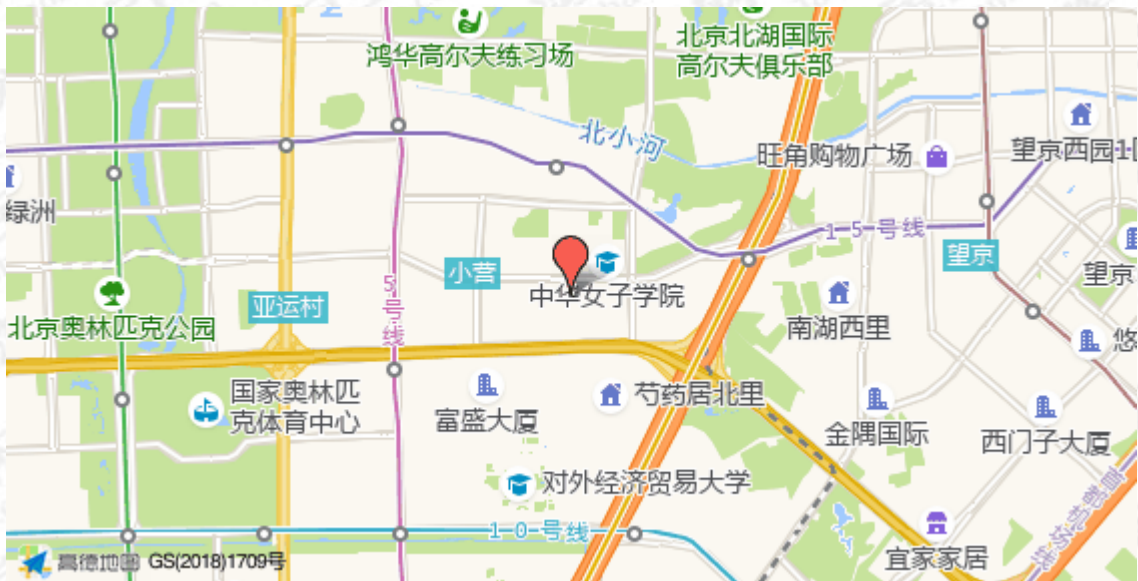 鸿华高尔夫练习场
北京北湖国际
高尔夫俱乐部
北小河
旺角购物广场
望京西园1
绿洲
15号线
望京
小营
中华女子学院
望京
5号线
亚运村
北京奥林匹克公园
南湖西里
悠
国家奥林匹
克体育中心
富盛大厦
芍药居北里
金隅国际
西门子大厦
对外经济贸易大学
首都机场线
10号线
宜家家居
高德地图 GS(2018)1709号